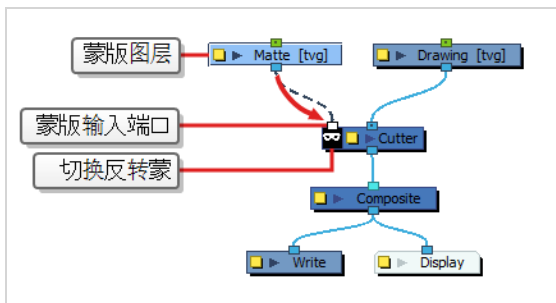 蒙版图层
Matte [tvg]
Drawing [tvg]
蒙版输入端口
Cutter
切换反转蒙
Composite
Write
Display